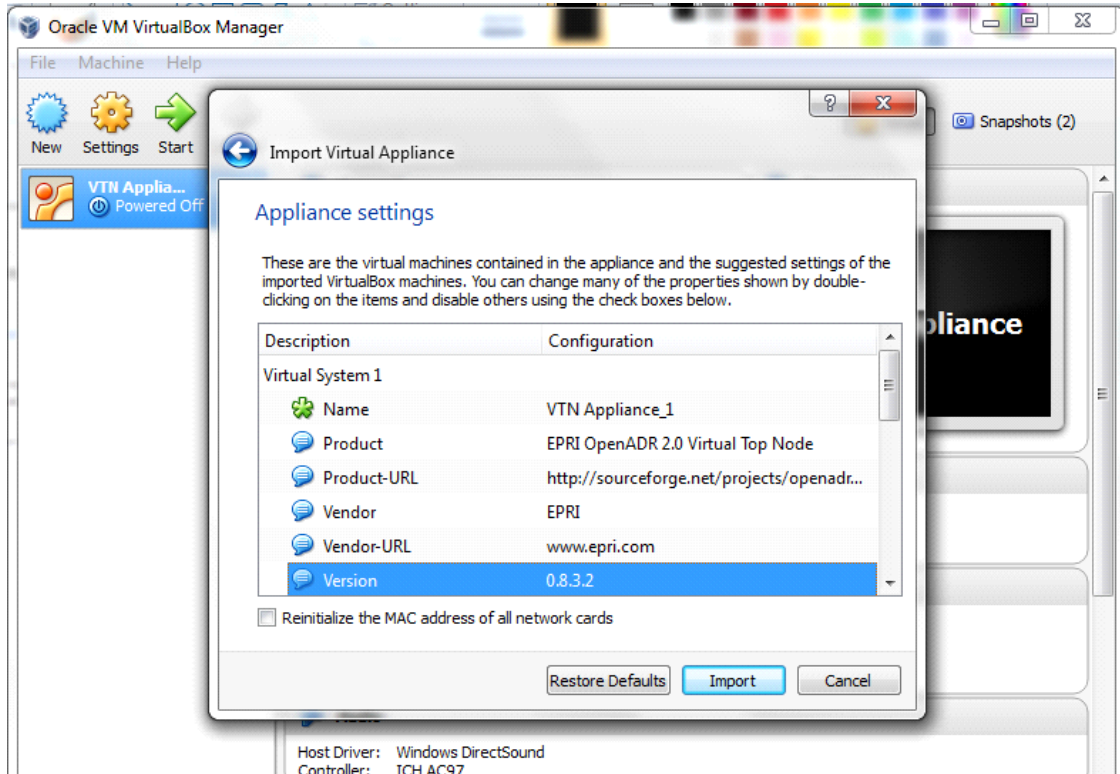 Oracle VM VirtualBox Manager
File Machine Help
New Settings Start
Snapshots (2)
VTN Applia...
Powered Off
Import Virtual Appliance
Appliance settings
These are the virtual machines contained in the appliance and the suggested settings of the
imported VirtualBox machines. You can change many of the properties shown by double-
clicking on the items and disable others using the check boxes below.
Description Configuration
Virtual System 1
Name VTN Appliance_1
Product EPRI OpenADR 2.0 Virtual Top Node
Product-URL http://sourceforge.net/projects/openadr...
Vendor EPRI
Vendor-URL www.epri.com
Version 0.8.3.2
Reinitialize the MAC address of all network cards
Restore Defaults Import Cancel
pliance
Host Driver: Windows DirectSound
Controller: ICH AC97